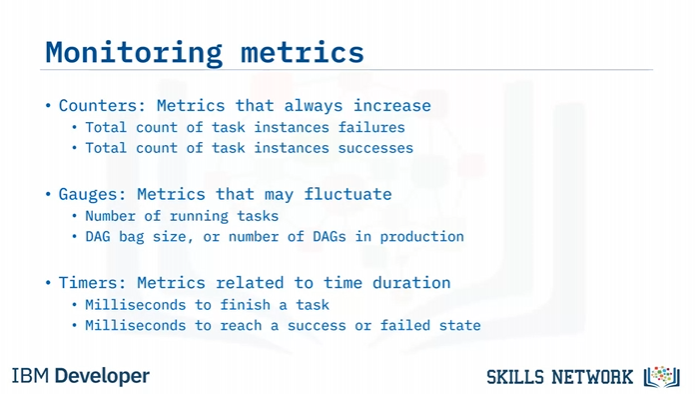 Monitoring metrics
• Counters: Metrics that always increase
• Total count of task instances failures
• Total count of task instances successes
• Gauges: Metrics that may fluctuate
• Number of running tasks
• DAG bag size, or number of DAGs in production
• Timers: Metrics related to time duration
• Milliseconds to finish a task
• Milliseconds to reach a success or failed state
IBM Developer
SKILLS NETWORK